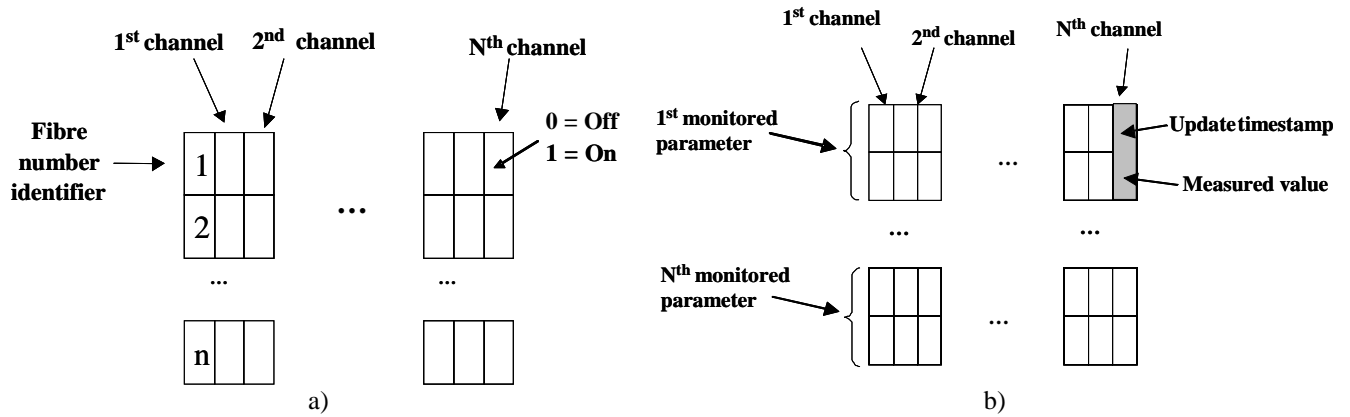 1st channel
2nd channel
Nth channel
Fibre
number
identifier
0 = Off
1 = On
1
2
...
...
...
n
a)
1st channel
2nd channel
Nth channel
1st monitored
parameter
Update timestamp
Measured value
...
...
...
Nth monitored
parameter
...
b)